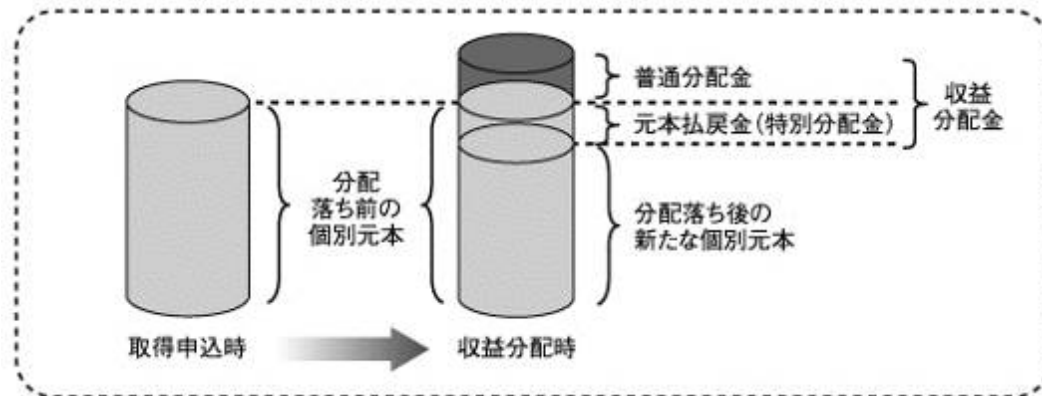 普通分配金
元本払戻金(特別分配金)
収益
分配金
分配
落ち前の
個別元本
分配落ち後の
新たな個別元本
取得申込時
収益分配時